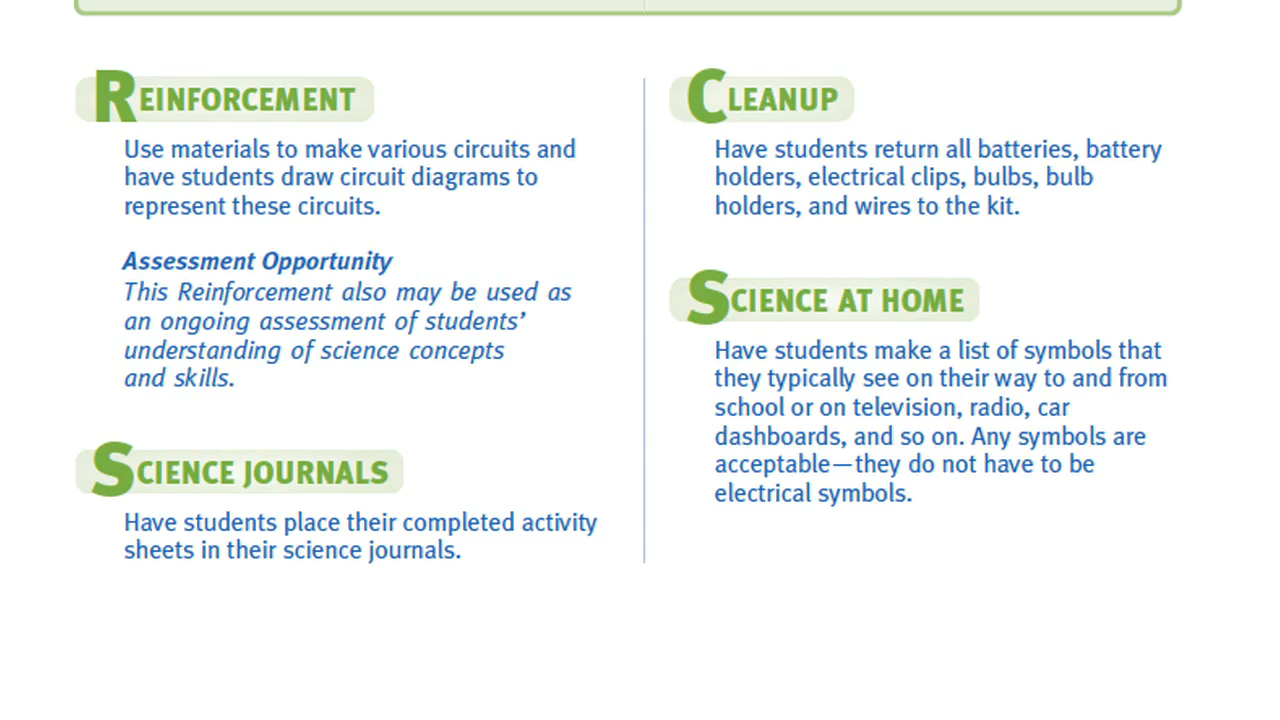 REINFORCEMENT
Use materials to make various circuits and
have students draw circuit diagrams to
represent these circuits.
Assessment Opportunity
This Reinforcement also may be used as
an ongoing assessment of students’
understanding of science concepts
and skills.
SCIENCE JOURNALS
Have students place their completed activity
sheets in their science journals.
CLEANUP
Have students return all batteries, battery
holders, electrical clips, bulbs, bulb
holders, and wires to the kit.
SCIENCE AT HOME
Have students make a list of symbols that
they typically see on their way to and from
school or on television, radio, car
dashboards, and so on. Any symbols are
acceptable—they do not have to be
electrical symbols.